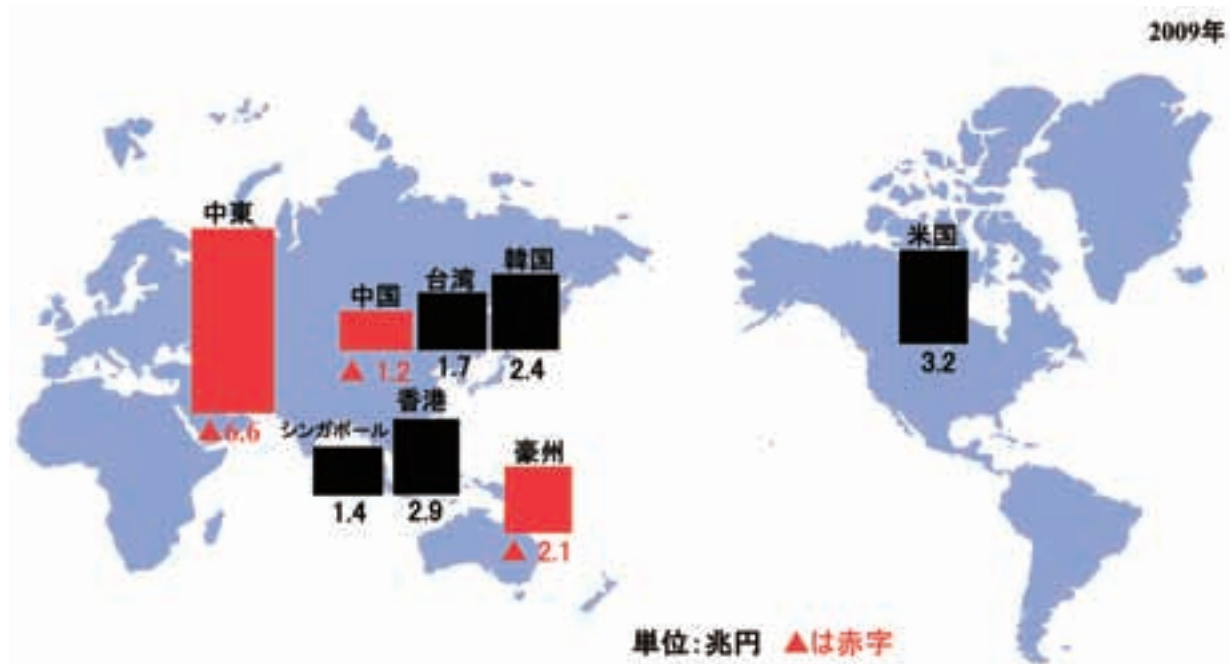 2009年
中東
中国
台湾
韓国
米国
▲ 1.2
1.7
2.4
3.2
▲6.6
シンガポール
香港
豪州
1.4
2.9
▲ 2.1
単位:兆円 ▲は赤字